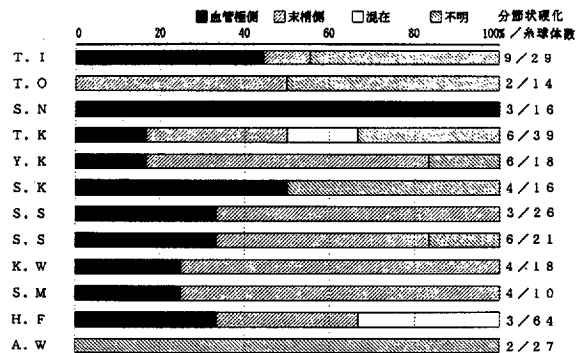 血管極側 末梢側 混在 不明 分節状硬化
0 20 40 60 80 100% /糸球体数
T. I 9/29
T. O 2/14
S. N 3/16
T. K 6/39
Y. K 6/18
S. K 4/16
S. S 3/26
S. S 6/21
K. W 4/18
S. M 4/10
H. F 3/64
A. W 2/27